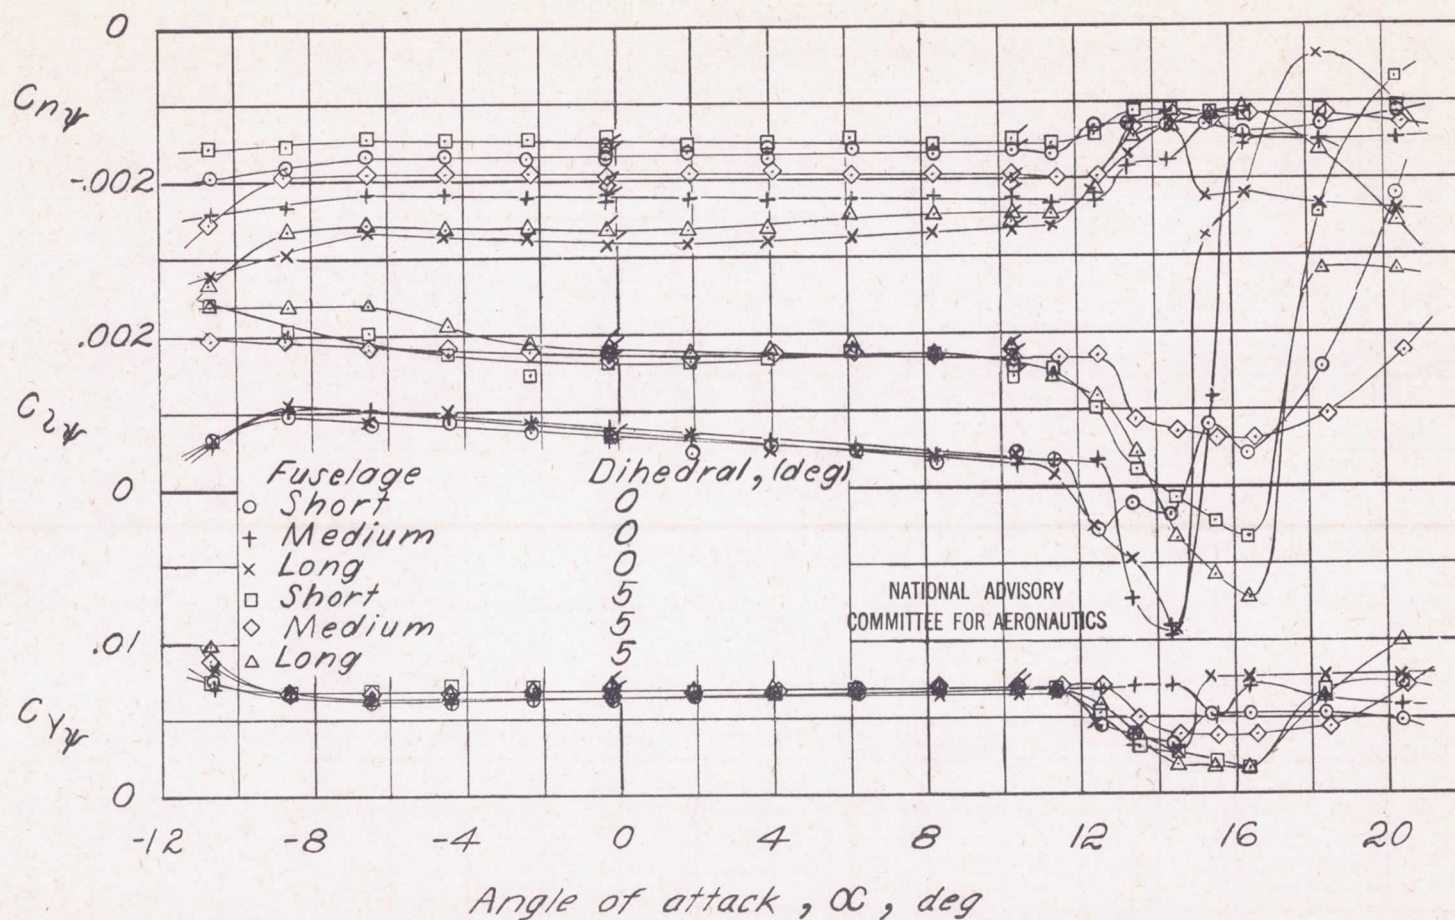 0
Cnψ
-.002
.002
Clψ
0
Fuselage Dihedral, (deg)
○ Short 0
+ Medium 0
× Long 0
□ Short 5
◇ Medium 5
△ Long 5
NATIONAL ADVISORY
COMMITTEE FOR AERONAUTICS
.01
CYψ
0
-12 -8 -4 0 4 8 12 16 20
Angle of attack, α, deg